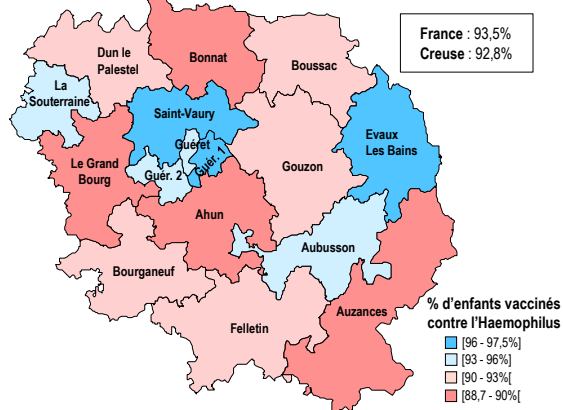 France : 93,5%
Creuse : 92,8%
Dun le
Palestel
Bonnat
Boussac
La
Souterraine
Saint-Vaury
Evaux
Les Bains
Guéret
Guér. 1
Le Grand
Bourg
Guér. 2
Gouzon
Ahun
Aubusson
Bourganeuf
Auzances
Felletin
% d'enfants vaccinés
contre l'Haemophilus
[96 - 97,5%]
[93 - 96%]
[90 - 93%[
[88,7 - 90%[